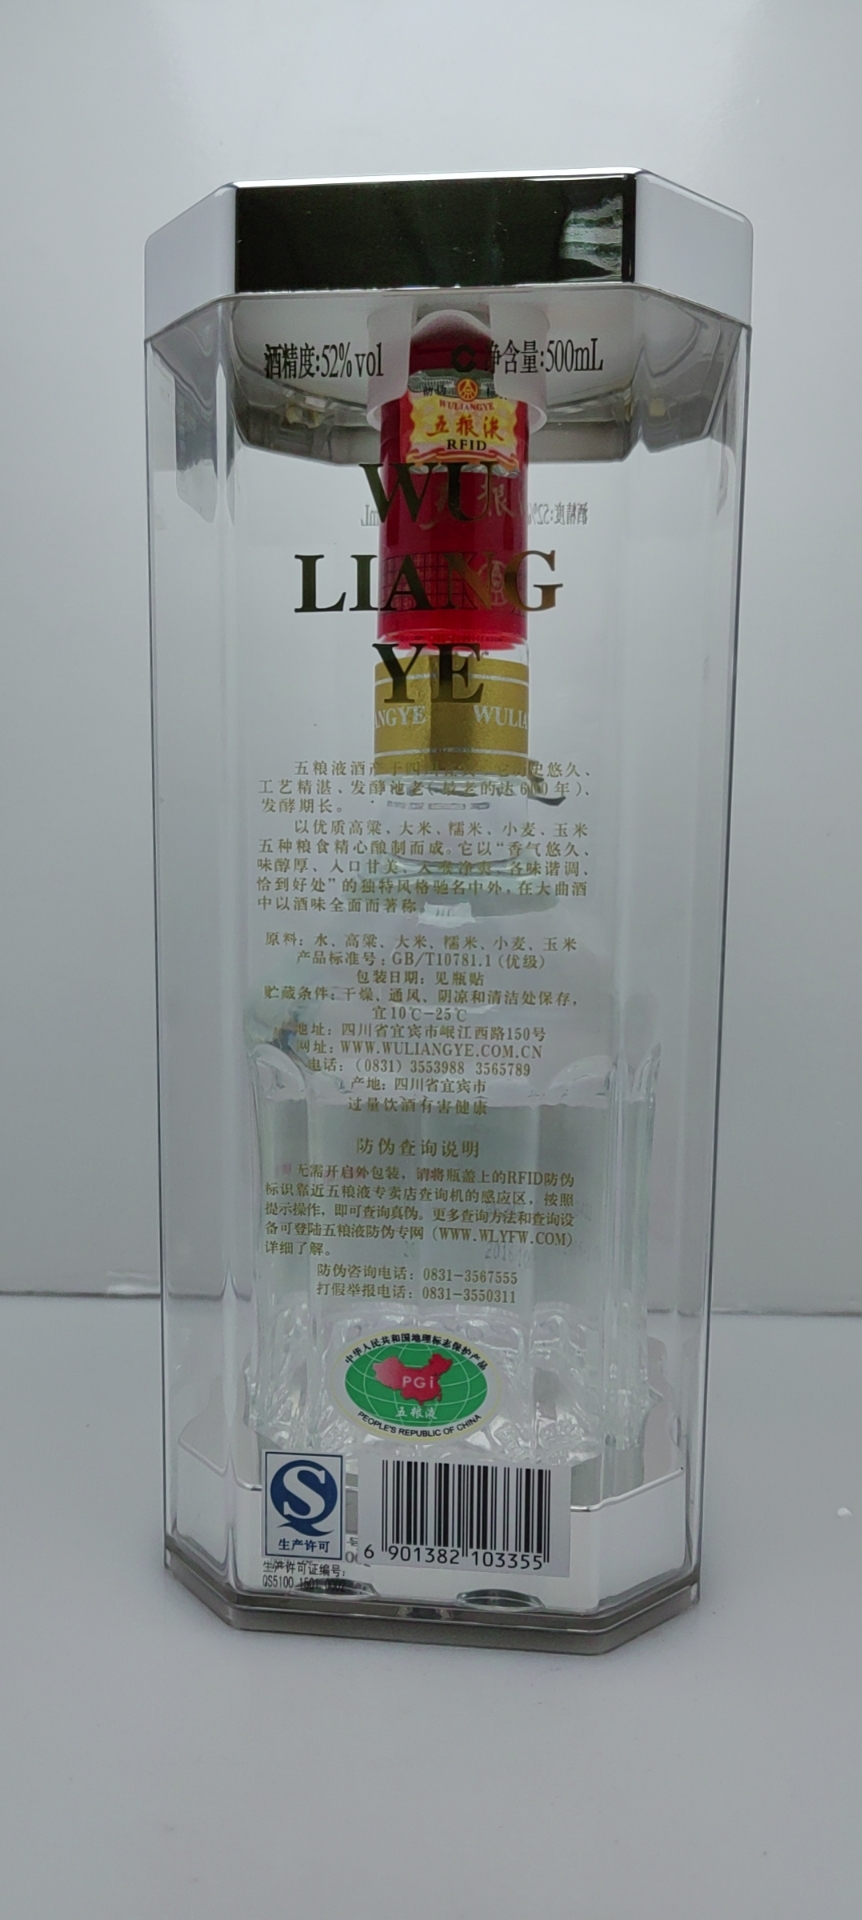 酒精度:52%vol
净含量:500mL
WULIANGYE
五粮液
RFID
WU
LIANG
YE
ANGYE WULIA
五粮液酒产于四川 它历史悠久、
工艺精湛、发酵池老(最老的达600年)、
发酵期长。
以优质高粱、大米、糯米、小麦、玉米
五种粮食精心酿制而成。它以“香气悠久、
味醇厚、入口甘美、入喉净爽、各味谐调、
恰到好处”的独特风格驰名中外,在大曲酒
中以酒味全面而著称
原料: 水、高粱、大米、糯米、小麦、玉米
产品标准号: GB/T10781.1(优级)
包装日期: 见瓶贴
贮藏条件: 干燥、通风、阴凉和清洁处保存,
宜10℃-25℃
地址: 四川省宜宾市岷江西路150号
网址: WWW.WULIANGYE.COM.CN
电话: (0831) 3553988 3565789
产地: 四川省宜宾市
过量饮酒有害健康
防伪查询说明
无需开启外包装, 请将瓶盖上的RFID防伪
标识靠近五粮液专卖店查询机的感应区, 按照
提示操作, 即可查询真伪。更多查询方法和查询设
备可登陆五粮液防伪专网 (WWW.WLYFW.COM)
详细了解。
防伪咨询电话: 0831-3567555
打假举报电话: 0831-3550311
中华人民共和国地理标志保护产品
PGi
五粮液
PEOPLE'S REPUBLIC OF CHINA
生产许可
生产许可证编号:
QS5100 1501
6 901382 103355